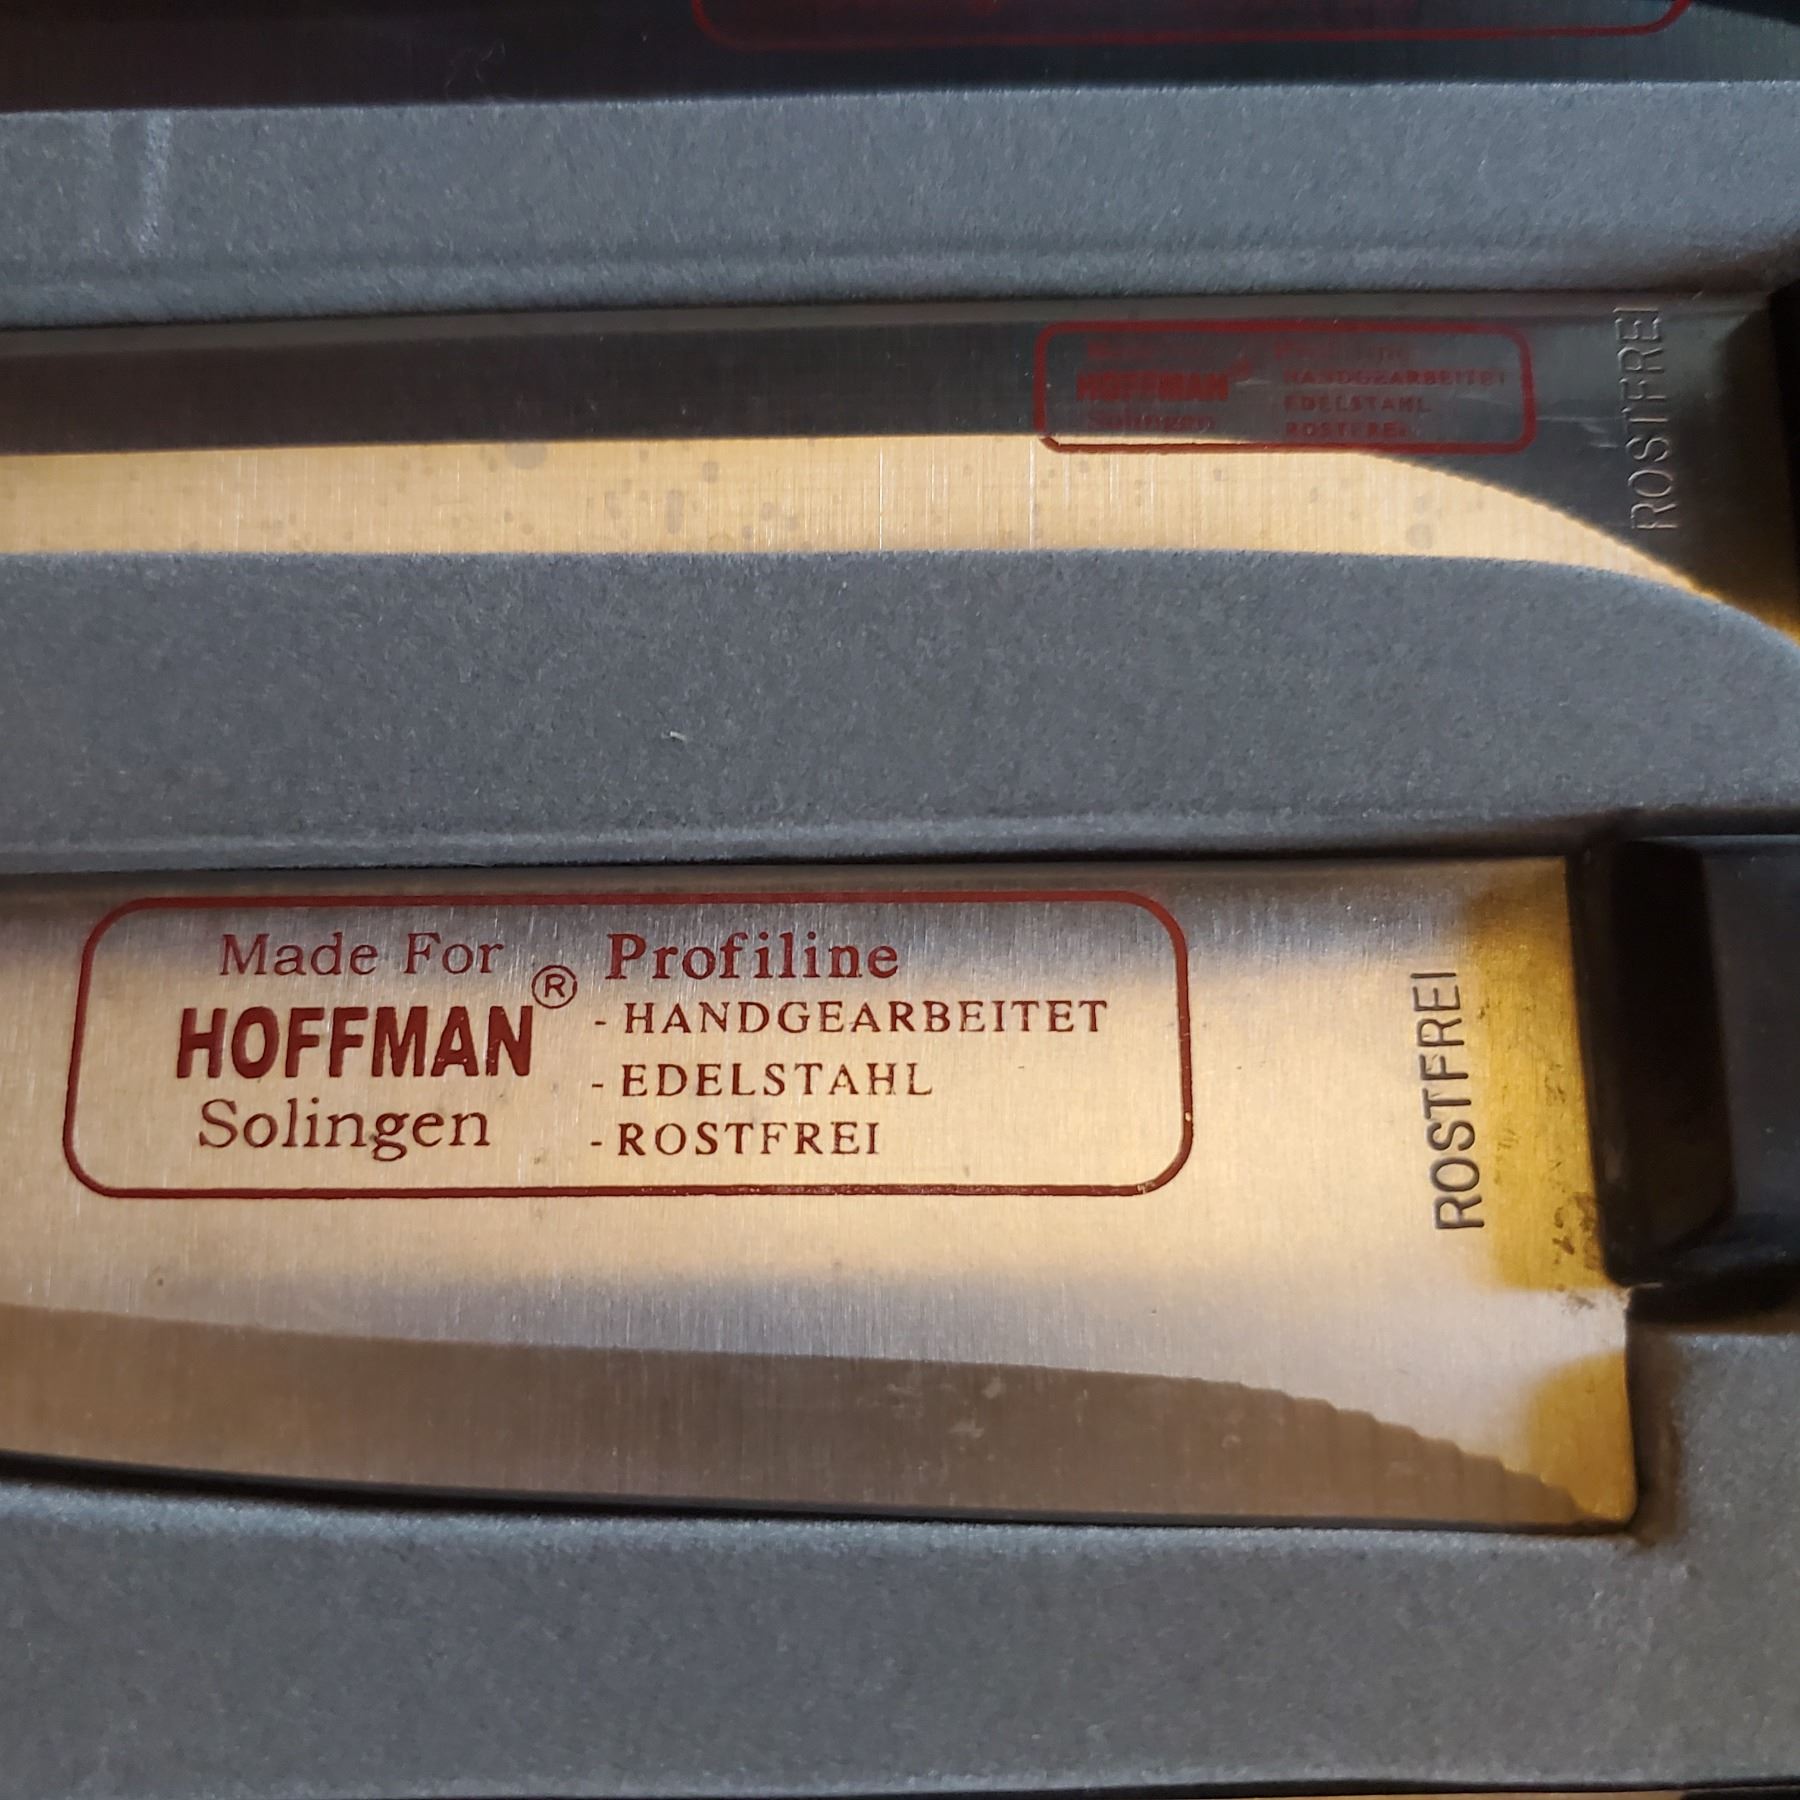 HOFFMAN
Solingen
HANDGEARBEITET
EDELSTAHL
ROSTFREI
ROSTFREI
Made For
HOFFMAN®
Solingen
Profiline
- HANDGEARBEITET
- EDELSTAHL
- ROSTFREI
ROSTFREI